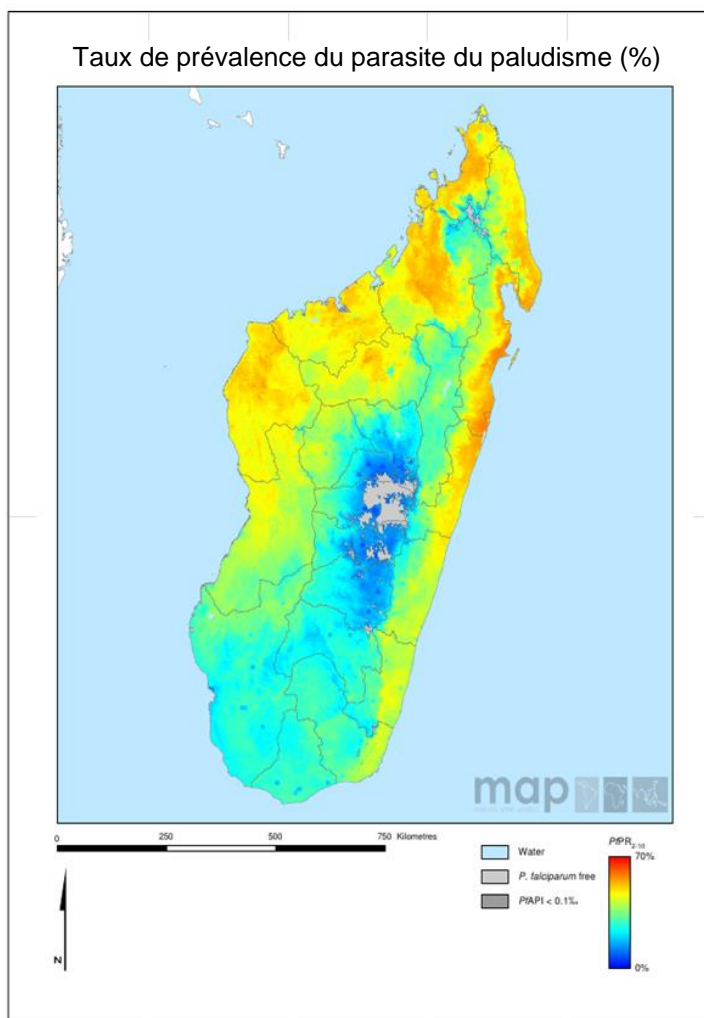 Taux de prévalence du parasite du paludisme (%)
map
0 250 500 750 Kilometres
Water
P. falciparum free
PfAPI < 0.1‰
PfPR2-10
70%
0%
N